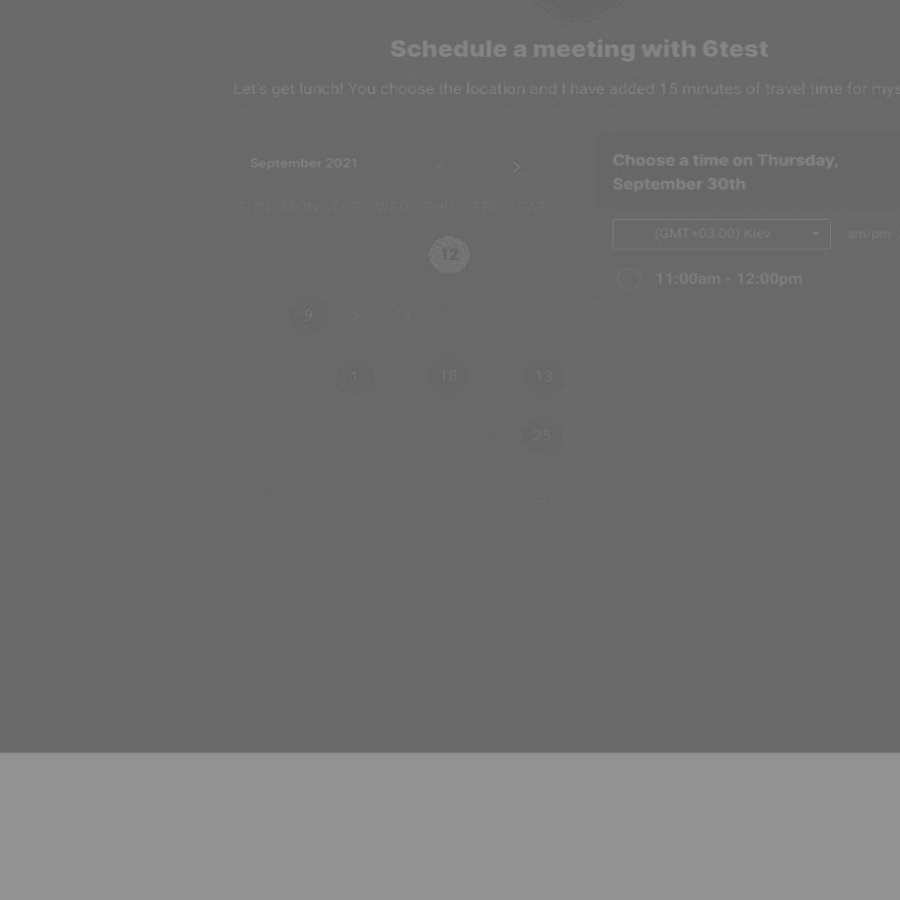 Schedule a meeting with 6test
Let's get lunch! You choose the location and I have added 15 minutes of travel time for mys
September 2021
SUN MON TUE WED THU FRI SAT
12
9 5 19
1 18 13
25
5
Choose a time on Thursday,
September 30th
(GMT+03:00) Kiev am/pm
11:00am - 12:00pm